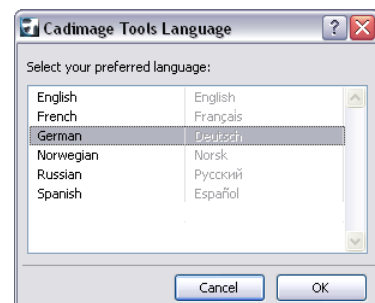 Cadimage Tools Language
Select your preferred language:
English English
French Français
German Deutsch
Norwegian Norsk
Russian Русский
Spanish Español
Cancel OK